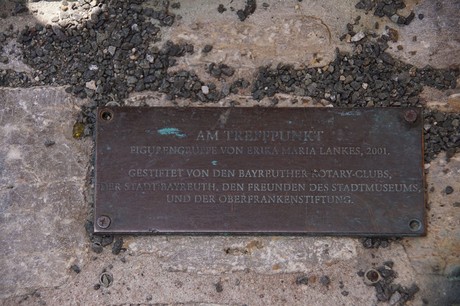 AM TREFFPUNKT
FIGURENGRUPPE VON ERIKA MARIA LANKES, 2001.
GESTIFTET VON DEN BAYREUTHER ROTARY-CLUBS,
DER STADT BAYREUTH, DEN FREUNDEN DES STADTMUSEUMS,
UND DER OBERFRANKENSTIFTUNG.